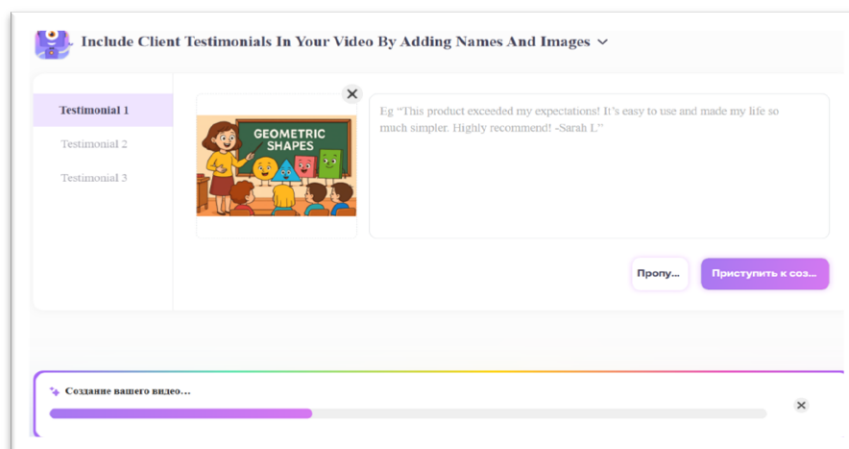 Include Client Testimonials In Your Video By Adding Names And Images
Testimonial 1
Testimonial 2
Testimonial 3
GEOMETRIC
SHAPES
Eg “This product exceeded my expectations! It’s easy to use and made my life so
much simpler. Highly recommend! -Sarah L”
Пропу...
Приступить к соз...
Создание вашего видео...